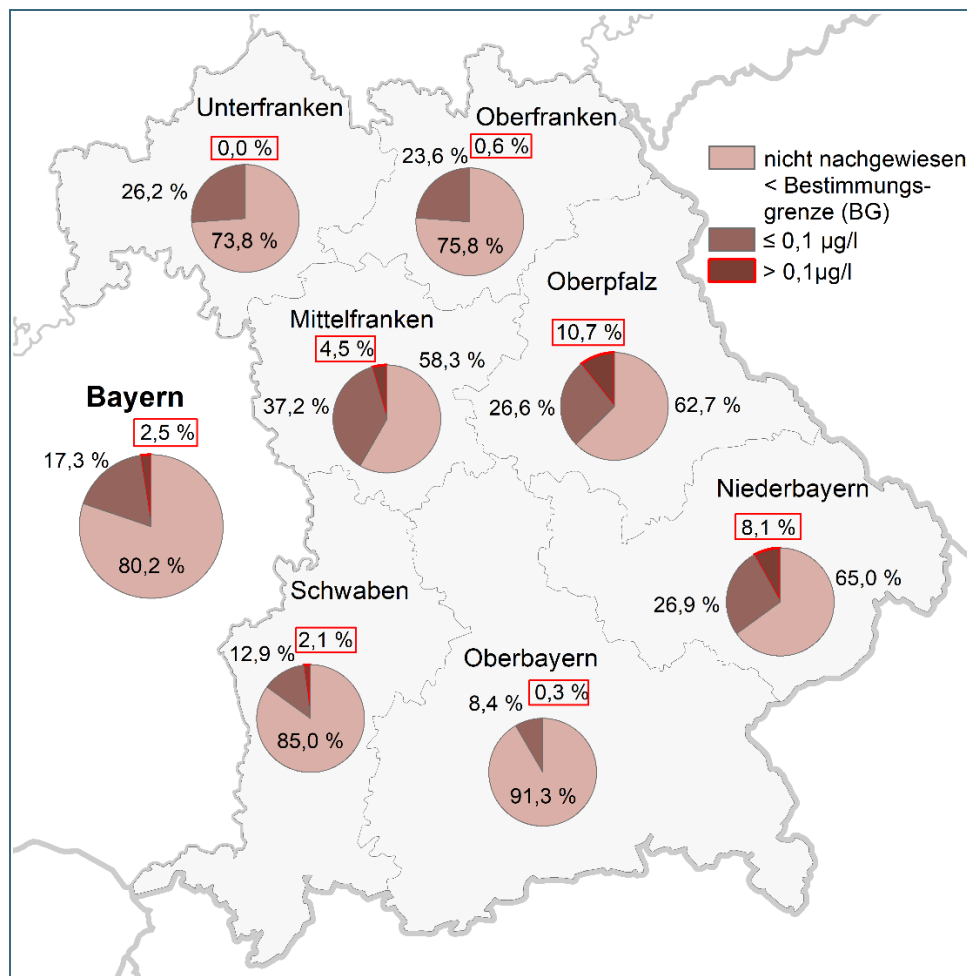 Unterfranken
0,0 %
26,2 %
73,8 %
Oberfranken
23,6 %
0,6 %
75,8 %
nicht nachgewiesen
< Bestimmungs-
grenze (BG)
≤ 0,1 µg/l
> 0,1µg/l
Mittelfranken
4,5 %
58,3 %
37,2 %
Oberpfalz
10,7 %
26,6 %
62,7 %
Bayern
2,5 %
17,3 %
80,2 %
Niederbayern
8,1 %
65,0 %
26,9 %
Schwaben
2,1 %
12,9 %
85,0 %
Oberbayern
0,3 %
8,4 %
91,3 %